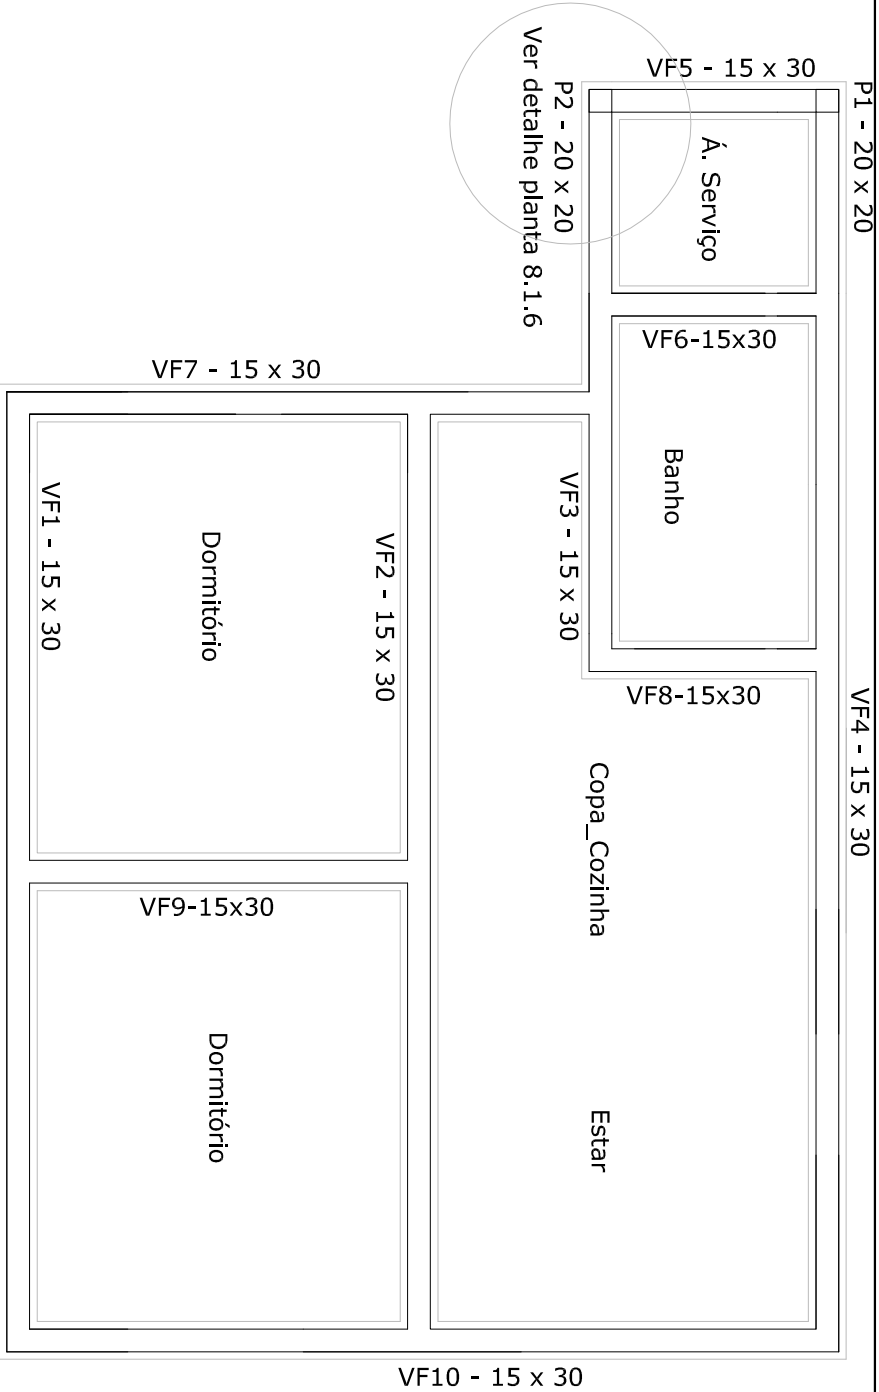 VF5 - 15 x 30
P1 - 20 x 20
P2 - 20 x 20
Ver detalhe planta 8.1.6
Á. Serviço
VF6-15x30
VF7 - 15 x 30
Banho
VF3 - 15 x 30
VF1 - 15 x 30
Dormitório
VF2 - 15 x 30
VF8-15x30
VF4 - 15 x 30
Copa_Cozinha
VF9-15x30
Dormitório
Estar
VF10 - 15 x 30